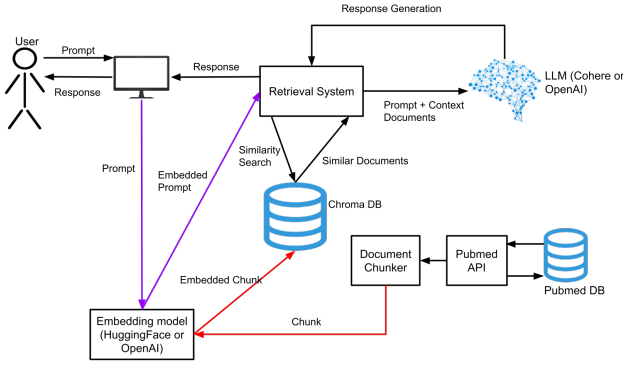 Response Generation
User
Prompt
Response
Response
Retrieval System
LLM (Cohere or
OpenAI)
Prompt + Context
Documents
Similarity
Search
Similar Documents
Prompt
Embedded
Prompt
Chroma DB
Document
Chunker
Pubmed
API
Pubmed DB
Embedded Chunk
Chunk
Embedding model
(HuggingFace or
OpenAI)